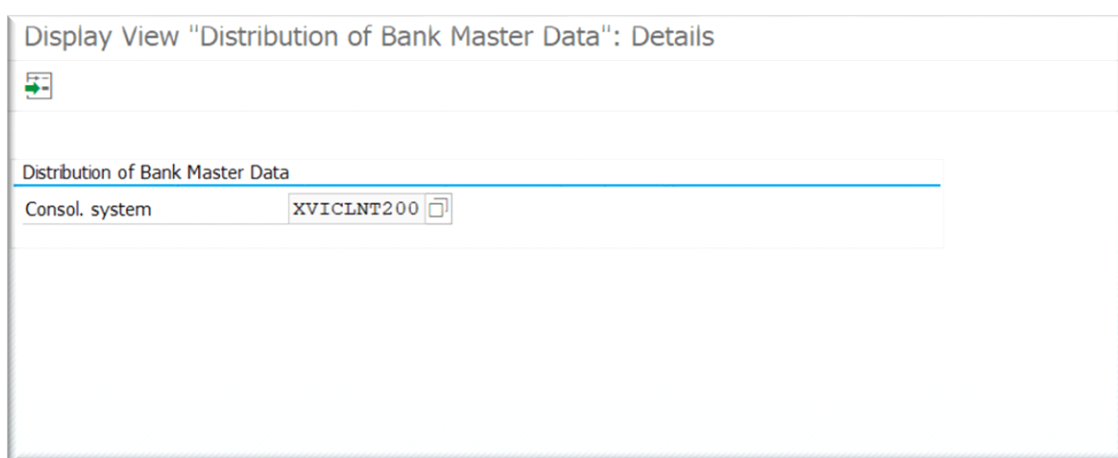 Display View "Distribution of Bank Master Data": Details
Distribution of Bank Master Data
Consol. system XVICLNT200